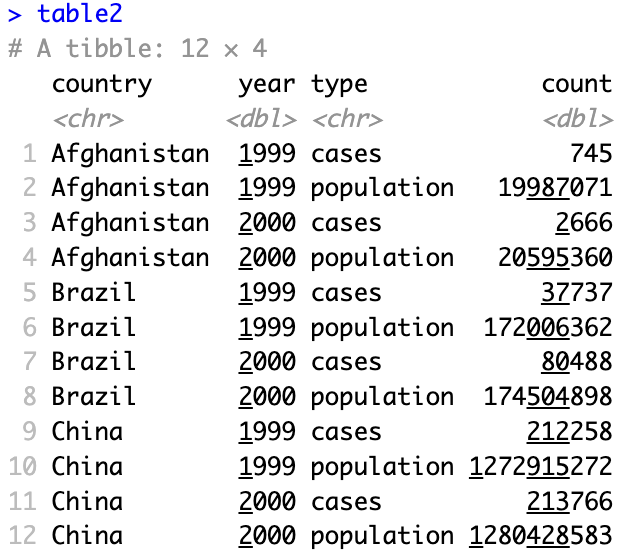 > table2
# A tibble: 12 × 4
   country      year type            count
   <chr>       <dbl> <chr>           <dbl>
 1 Afghanistan  1999 cases             745
 2 Afghanistan  1999 population   19987071
 3 Afghanistan  2000 cases            2666
 4 Afghanistan  2000 population   20595360
 5 Brazil       1999 cases           37737
 6 Brazil       1999 population  172006362
 7 Brazil       2000 cases           80488
 8 Brazil       2000 population  174504898
 9 China        1999 cases          212258
10 China        1999 population 1272915272
11 China        2000 cases          213766
12 China        2000 population 1280428583